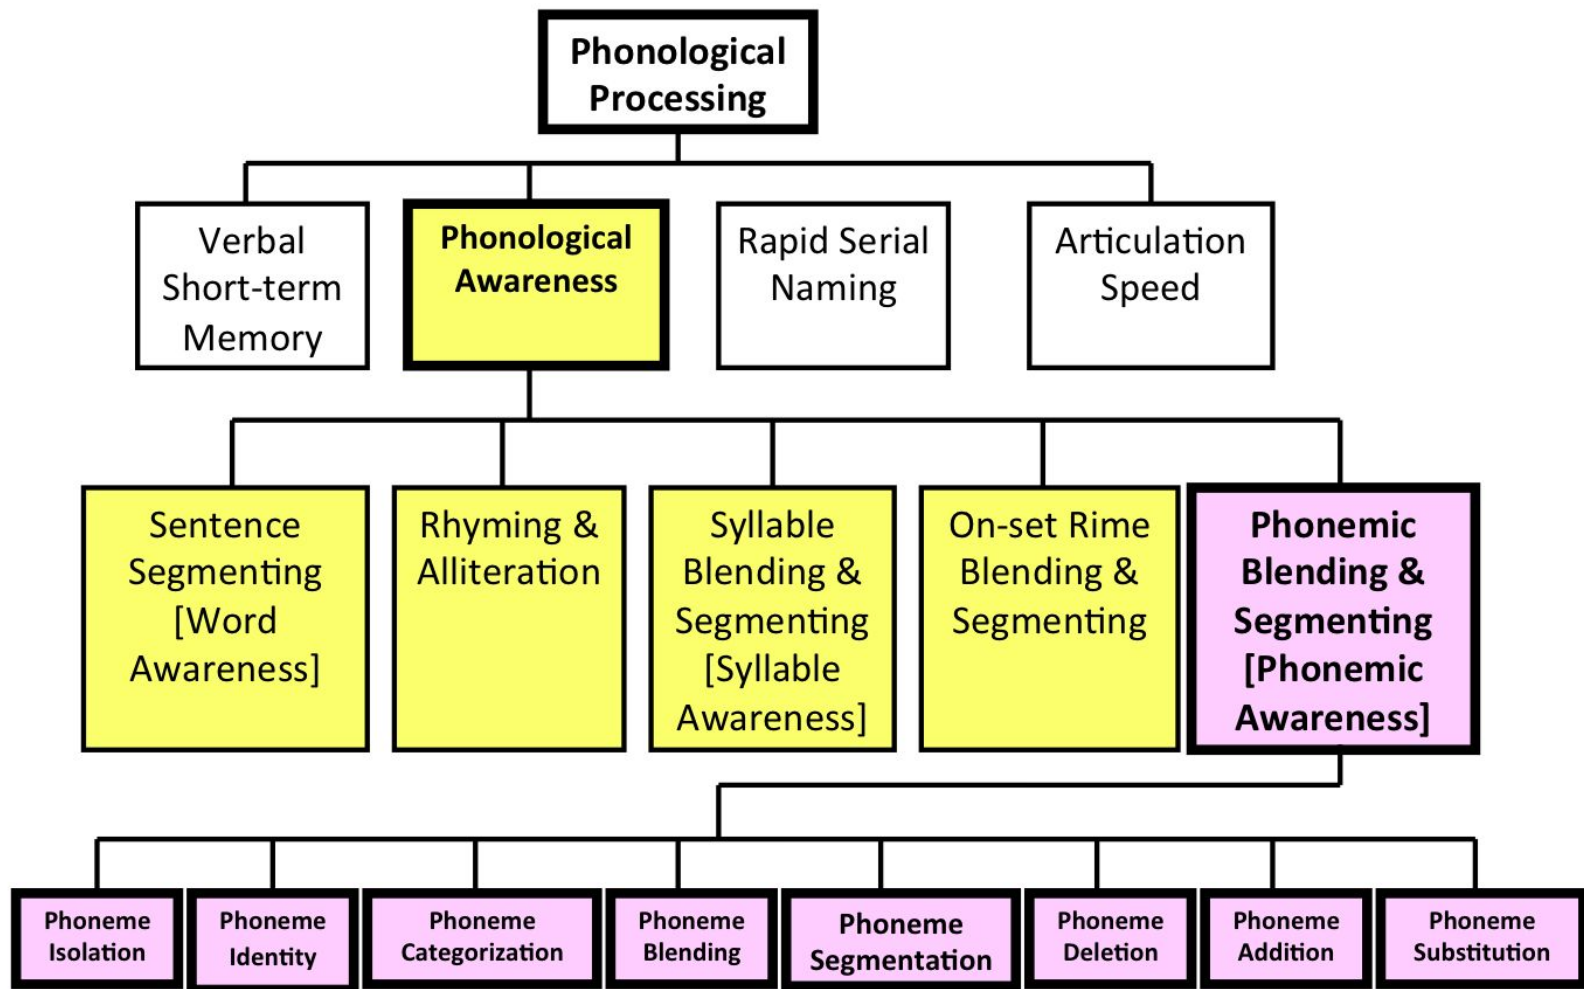 Phonological
Processing
Verbal
Short-term
Memory
Phonological
Awareness
Rapid Serial
Naming
Articulation
Speed
Sentence
Segmenting
[Word
Awareness]
Rhyming &
Alliteration
Syllable
Blending &
Segmenting
[Syllable
Awareness]
On-set Rime
Blending &
Segmenting
Phonemic
Blending &
Segmenting
[Phonemic
Awareness]
Phoneme
Isolation
Phoneme
Identity
Phoneme
Categorization
Phoneme
Blending
Phoneme
Segmentation
Phoneme
Deletion
Phoneme
Addition
Phoneme
Substitution